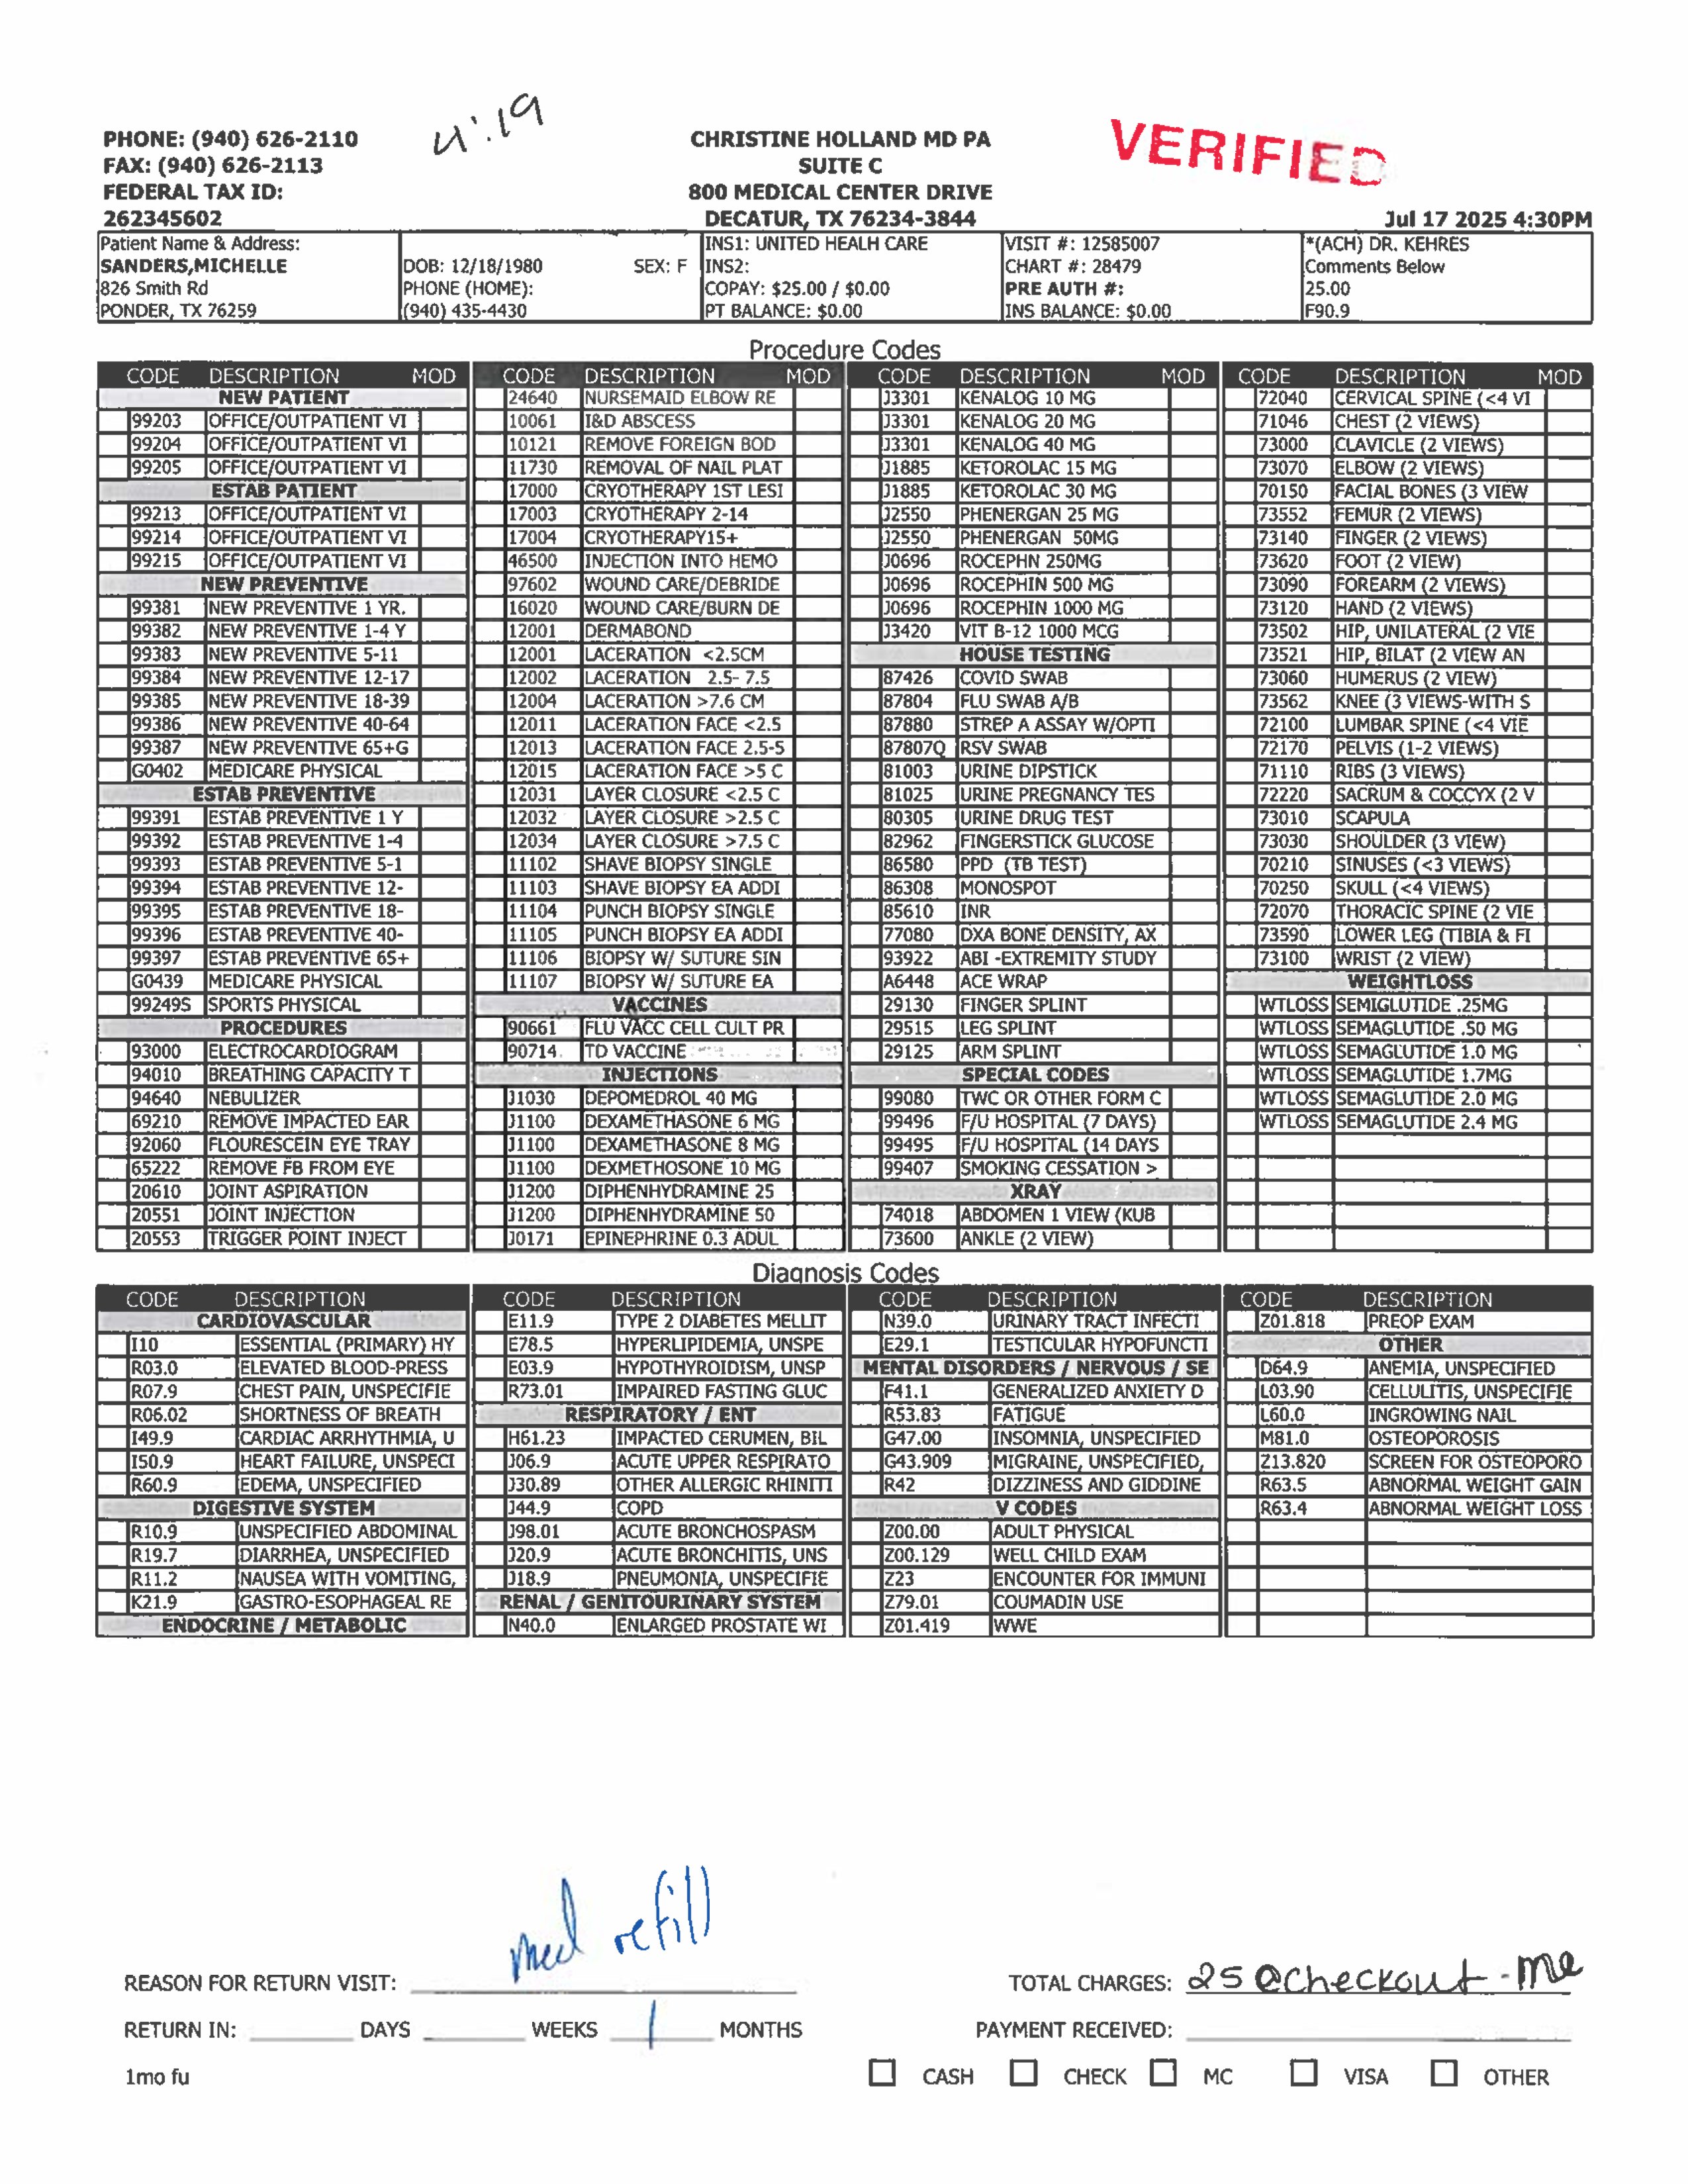 4:19
PHONE: (940) 626-2110
FAX: (940) 626-2113
FEDERAL TAX ID:
262345602
CHRISTINE HOLLAND MD PA
SUITE C
800 MEDICAL CENTER DRIVE
DECATUR, TX 76234-3844
VERIFIED
Jul 17 2025 4:30PM
Patient Name & Address:
SANDERS,MICHELLE
826 Smith Rd
PONDER, TX 76259
DOB: 12/18/1980 SEX: F
PHONE (HOME):
(940) 435-4430
INS1: UNITED HEALH CARE
INS2:
COPAY: $25.00 / $0.00
PT BALANCE: $0.00
VISIT #: 12585007
CHART #: 28479
PRE AUTH #:
INS BALANCE: $0.00
*(ACH) DR. KEHRES
Comments Below
25.00
F90.9
Procedure Codes
CODE DESCRIPTION MOD
NEW PATIENT
99203 OFFICE/OUTPATIENT VI
99204 OFFICE/OUTPATIENT VI
99205 OFFICE/OUTPATIENT VI
ESTAB PATIENT
99213 OFFICE/OUTPATIENT VI
99214 OFFICE/OUTPATIENT VI
99215 OFFICE/OUTPATIENT VI
NEW PREVENTIVE
99381 NEW PREVENTIVE 1 YR.
99382 NEW PREVENTIVE 1-4 Y
99383 NEW PREVENTIVE 5-11
99384 NEW PREVENTIVE 12-17
99385 NEW PREVENTIVE 18-39
99386 NEW PREVENTIVE 40-64
99387 NEW PREVENTIVE 65+G
G0402 MEDICARE PHYSICAL
ESTAB PREVENTIVE
99391 ESTAB PREVENTIVE 1 Y
99392 ESTAB PREVENTIVE 1-4
99393 ESTAB PREVENTIVE 5-1
99394 ESTAB PREVENTIVE 12-
99395 ESTAB PREVENTIVE 18-
99396 ESTAB PREVENTIVE 40-
99397 ESTAB PREVENTIVE 65+
G0439 MEDICARE PHYSICAL
99249S SPORTS PHYSICAL
PROCEDURES
93000 ELECTROCARDIOGRAM
94010 BREATHING CAPACITY T
94640 NEBULIZER
69210 REMOVE IMPACTED EAR
92060 FLOURESCEIN EYE TRAY
65222 REMOVE FB FROM EYE
20610 JOINT ASPIRATION
20551 JOINT INJECTION
20553 TRIGGER POINT INJECT
CODE DESCRIPTION MOD
24640 NURSEMAID ELBOW RE
10061 I&D ABSCESS
10121 REMOVE FOREIGN BOD
11730 REMOVAL OF NAIL PLAT
17000 CRYOTHERAPY 1ST LESI
17003 CRYOTHERAPY 2-14
17004 CRYOTHERAPY15+
46500 INJECTION INTO HEMO
97602 WOUND CARE/DEBRIDE
16020 WOUND CARE/BURN DE
12001 DERMABOND
12001 LACERATION <2.5CM
12002 LACERATION 2.5- 7.5
12004 LACERATION >7.6 CM
12011 LACERATION FACE <2.5
12013 LACERATION FACE 2.5-5
12015 LACERATION FACE >5 C
12031 LAYER CLOSURE <2.5 C
12032 LAYER CLOSURE >2.5 C
12034 LAYER CLOSURE >7.5 C
11102 SHAVE BIOPSY SINGLE
11103 SHAVE BIOPSY EA ADDI
11104 PUNCH BIOPSY SINGLE
11105 PUNCH BIOPSY EA ADDI
11106 BIOPSY W/ SUTURE SIN
11107 BIOPSY W/ SUTURE EA
VACCINES
90661 FLU VACC CELL CULT PR
90714. TD VACCINE
INJECTIONS
J1030 DEPOMEDROL 40 MG
J1100 DEXAMETHASONE 6 MG
J1100 DEXAMETHASONE 8 MG
J1100 DEXMETHOSONE 10 MG
J1200 DIPHENHYDRAMINE 25
J1200 DIPHENHYDRAMINE 50
J0171 EPINEPHRINE 0.3 ADUL
CODE DESCRIPTION MOD
J3301 KENALOG 10 MG
J3301 KENALOG 20 MG
J3301 KENALOG 40 MG
J1885 KETOROLAC 15 MG
J1885 KETOROLAC 30 MG
J2550 PHENERGAN 25 MG
J2550 PHENERGAN 50MG
J0696 ROCEPHN 250MG
J0696 ROCEPHIN 500 MG
J0696 ROCEPHIN 1000 MG
J3420 VIT B-12 1000 MCG
HOUSE TESTING
87426 COVID SWAB
87804 FLU SWAB A/B
87880 STREP A ASSAY W/OPTI
87807Q RSV SWAB
81003 URINE DIPSTICK
81025 URINE PREGNANCY TES
80305 URINE DRUG TEST
82962 FINGERSTICK GLUCOSE
86580 PPD (TB TEST)
86308 MONOSPOT
85610 INR
77080 DXA BONE DENSITY, AX
93922 ABI -EXTREMITY STUDY
A6448 ACE WRAP
29130 FINGER SPLINT
29515 LEG SPLINT
29125 ARM SPLINT
SPECIAL CODES
99080 TWC OR OTHER FORM C
99496 F/U HOSPITAL (7 DAYS)
99495 F/U HOSPITAL (14 DAYS
99407 SMOKING CESSATION >
XRAY
74018 ABDOMEN 1 VIEW (KUB
73600 ANKLE (2 VIEW)
CODE DESCRIPTION MOD
72040 CERVICAL SPINE (<4 VI
71046 CHEST (2 VIEWS)
73000 CLAVICLE (2 VIEWS)
73070 ELBOW (2 VIEWS)
70150 FACIAL BONES (3 VIEW
73552 FEMUR (2 VIEWS)
73140 FINGER (2 VIEWS)
73620 FOOT (2 VIEW)
73090 FOREARM (2 VIEWS)
73120 HAND (2 VIEWS)
73502 HIP, UNILATERAL (2 VIE
73521 HIP, BILAT (2 VIEW AN
73060 HUMERUS (2 VIEW)
73562 KNEE (3 VIEWS-WITH S
72100 LUMBAR SPINE (<4 VIE
72170 PELVIS (1-2 VIEWS)
71110 RIBS (3 VIEWS)
72220 SACRUM & COCCYX (2 V
73010 SCAPULA
73030 SHOULDER (3 VIEW)
70210 SINUSES (<3 VIEWS)
70250 SKULL (<4 VIEWS)
72070 THORACIC SPINE (2 VIE
73590 LOWER LEG (TIBIA & FI
73100 WRIST (2 VIEW)
WEIGHTLOSS
WTLOSS SEMIGLUTIDE .25MG
WTLOSS SEMAGLUTIDE .50 MG
WTLOSS SEMAGLUTIDE 1.0 MG
WTLOSS SEMAGLUTIDE 1.7MG
WTLOSS SEMAGLUTIDE 2.0 MG
WTLOSS SEMAGLUTIDE 2.4 MG
Diagnosis Codes
CODE DESCRIPTION
CARDIOVASCULAR
I10 ESSENTIAL (PRIMARY) HY
R03.0 ELEVATED BLOOD-PRESS
R07.9 CHEST PAIN, UNSPECIFIE
R06.02 SHORTNESS OF BREATH
I49.9 CARDIAC ARRHYTHMIA, U
I50.9 HEART FAILURE, UNSPECI
R60.9 EDEMA, UNSPECIFIED
DIGESTIVE SYSTEM
R10.9 UNSPECIFIED ABDOMINAL
R19.7 DIARRHEA, UNSPECIFIED
R11.2 NAUSEA WITH VOMITING,
K21.9 GASTRO-ESOPHAGEAL RE
ENDOCRINE / METABOLIC
CODE DESCRIPTION
E11.9 TYPE 2 DIABETES MELLIT
E78.5 HYPERLIPIDEMIA, UNSPE
E03.9 HYPOTHYROIDISM, UNSP
R73.01 IMPAIRED FASTING GLUC
RESPIRATORY / ENT
H61.23 IMPACTED CERUMEN, BIL
J06.9 ACUTE UPPER RESPIRATO
J30.89 OTHER ALLERGIC RHINITI
J44.9 COPD
J98.01 ACUTE BRONCHOSPASM
J20.9 ACUTE BRONCHITIS, UNS
J18.9 PNEUMONIA, UNSPECIFIE
RENAL / GENITOURINARY SYSTEM
N40.0 ENLARGED PROSTATE WI
CODE DESCRIPTION
N39.0 URINARY TRACT INFECTI
E29.1 TESTICULAR HYPOFUNCTI
MENTAL DISORDERS / NERVOUS / SE
F41.1 GENERALIZED ANXIETY D
R53.83 FATIGUE
G47.00 INSOMNIA, UNSPECIFIED
G43.909 MIGRAINE, UNSPECIFIED,
R42 DIZZINESS AND GIDDINE
V CODES
Z00.00 ADULT PHYSICAL
Z00.129 WELL CHILD EXAM
Z23 ENCOUNTER FOR IMMUNI
Z79.01 COUMADIN USE
Z01.419 WWE
CODE DESCRIPTION
Z01.818 PREOP EXAM
OTHER
D64.9 ANEMIA, UNSPECIFIED
L03.90 CELLULITIS, UNSPECIFIE
L60.0 INGROWING NAIL
M81.0 OSTEOPOROSIS
Z13.820 SCREEN FOR OSTEOPORO
R63.5 ABNORMAL WEIGHT GAIN
R63.4 ABNORMAL WEIGHT LOSS
REASON FOR RETURN VISIT: med refill
RETURN IN: DAYS WEEKS 1 MONTHS
1mo fu
TOTAL CHARGES: 25 @checkout - me
PAYMENT RECEIVED:
CASH CHECK MC VISA OTHER